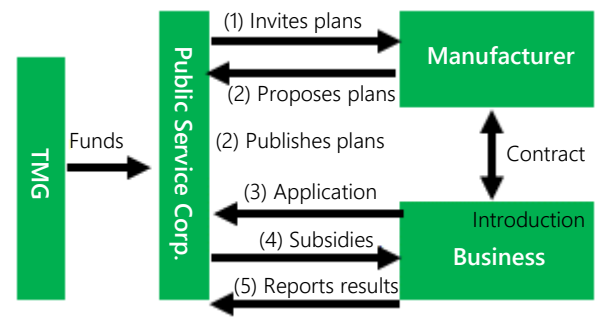 TMG
Funds
Public Service Corp.
(1) Invites plans
(2) Proposes plans
(2) Publishes plans
(3) Application
(4) Subsidies
(5) Reports results
Manufacturer
Contract
Introduction
Business